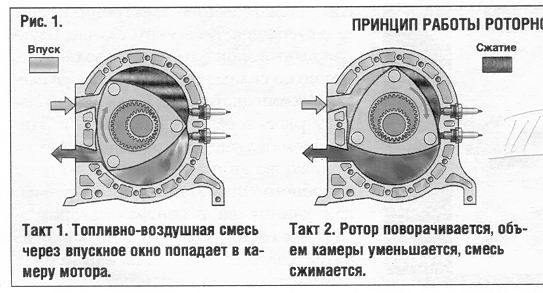 Рис. 1.
ПРИНЦИП РАБОТЫ РОТОРНО
Впуск
Сжатие
Такт 1. Топливно-воздушная смесь
через впускное окно попадает в ка-
меру мотора.
Такт 2. Ротор поворачивается, объ-
ем камеры уменьшается, смесь
сжимается.